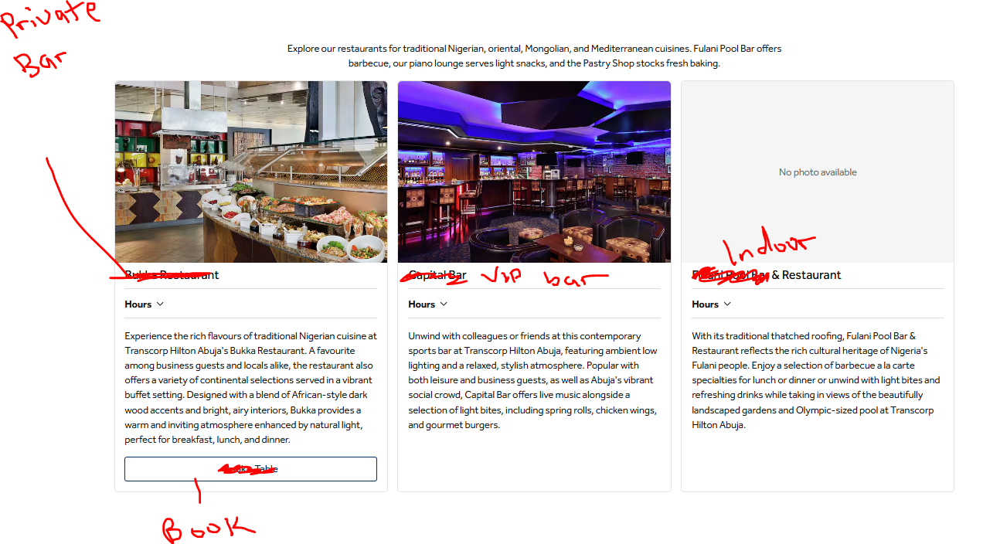 Private
Bar
Explore our restaurants for traditional Nigerian, oriental, Mongolian, and Mediterranean cuisines. Fulani Pool Bar offers
barbecue, our piano lounge serves light snacks, and the Pastry Shop stocks fresh baking.
No photo available
Bukka Restaurant
Capital Bar
VIP bar
Indoor
Fulani Pool Bar & Restaurant
Hours
Hours
Hours
Experience the rich flavours of traditional Nigerian cuisine at
Transcorp Hilton Abuja's Bukka Restaurant. A favourite
among business guests and locals alike, the restaurant also
offers a variety of continental selections served in a vibrant
buffet setting. Designed with a blend of African-style dark
wood accents and bright, airy interiors, Bukka provides a
warm and inviting atmosphere enhanced by natural light,
perfect for breakfast, lunch, and dinner.
Unwind with colleagues or friends at this contemporary
sports bar at Transcorp Hilton Abuja, featuring ambient low
lighting and a relaxed, stylish atmosphere. Popular with
both leisure and business guests, as well as Abuja's vibrant
social crowd, Capital Bar offers live music alongside a
selection of light bites, including spring rolls, chicken wings,
and gourmet burgers.
With its traditional thatched roofing, Fulani Pool Bar &
Restaurant reflects the rich cultural heritage of Nigeria's
Fulani people. Enjoy a selection of barbecue a la carte
specialties for lunch or dinner or unwind with light bites and
refreshing drinks while taking in views of the beautifully
landscaped gardens and Olympic-sized pool at Transcorp
Hilton Abuja.
Table
Book